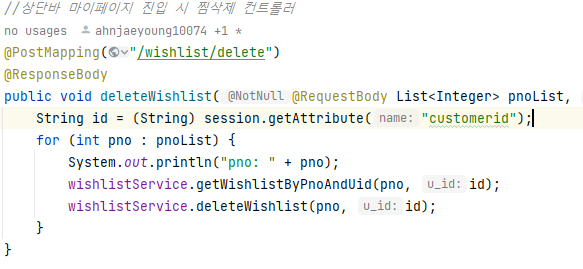 //상단바 마이페이지 진입 시 찜삭제 컨트롤러
no usages ahnjaeyoung10074 +1 *
@PostMapping("/wishlist/delete")
@ResponseBody
public void deleteWishlist( @NotNull @RequestBody List<Integer> pnoList,
String id = (String) session.getAttribute( name: "customerid");
for (int pno : pnoList) {
System.out.println("pno: " + pno);
wishlistService.getWishlistByPnoAndUid(pno, u_id: id);
wishlistService.deleteWishlist(pno, u_id: id);
}
}